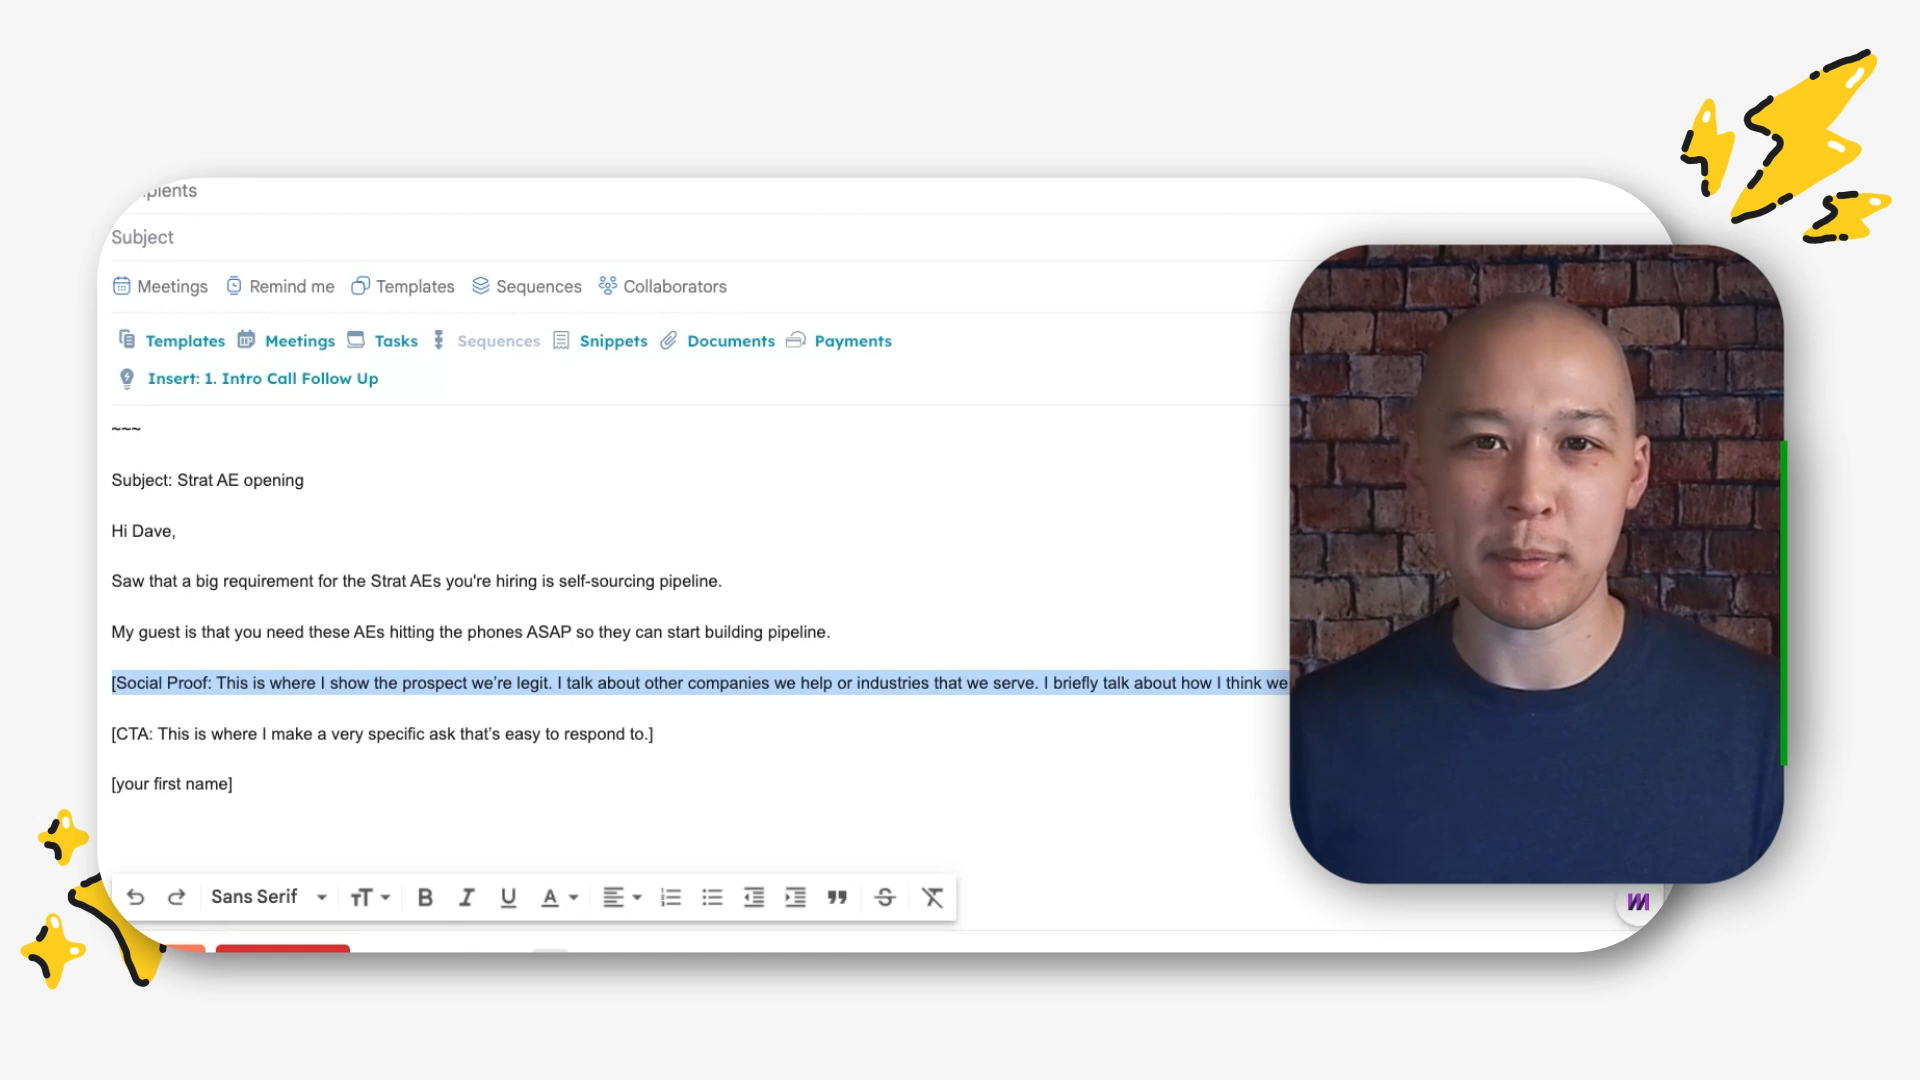 pients
Subject
Meetings Remind me Templates Sequences Collaborators
Templates Meetings Tasks Sequences Snippets Documents Payments
Insert: 1. Intro Call Follow Up
~~~
Subject: Strat AE opening
Hi Dave,
Saw that a big requirement for the Strat AEs you're hiring is self-sourcing pipeline.
My guest is that you need these AEs hitting the phones ASAP so they can start building pipeline.
[Social Proof: This is where I show the prospect we’re legit. I talk about other companies we help or industries that we serve. I briefly talk about how I think we
[CTA: This is where I make a very specific ask that’s easy to respond to.]
[your first name]
Sans Serif